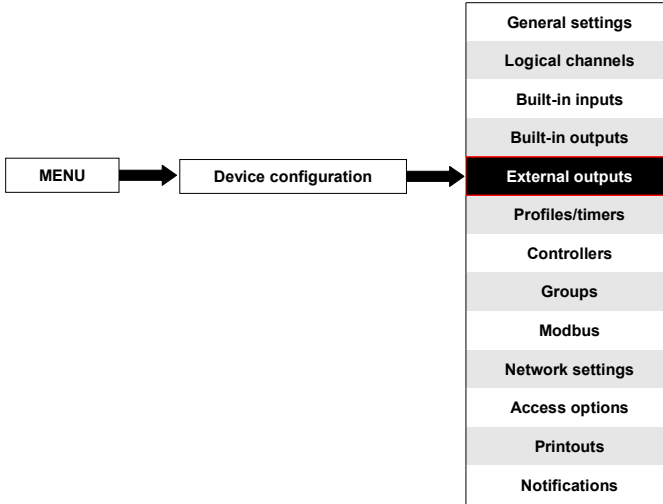 General settings
Logical channels
Built-in inputs
Built-in outputs
MENU
Device configuration
External outputs
Profiles/timers
Controllers
Groups
Modbus
Network settings
Access options
Printouts
Notifications